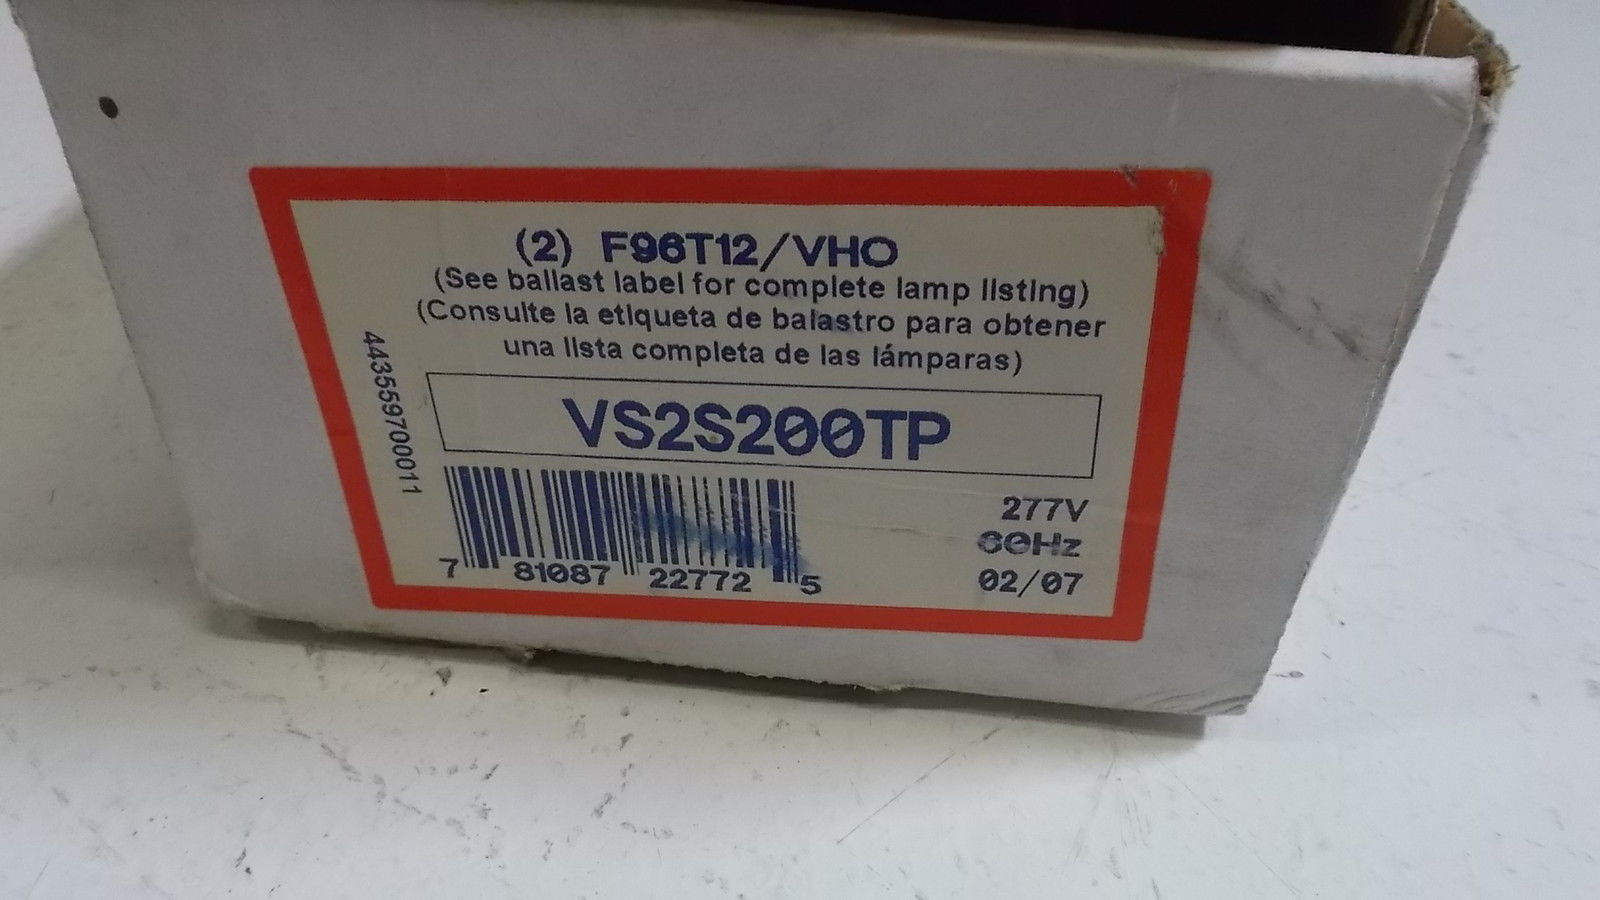 (2) F96T12/VHO
(See ballast label for complete lamp listing)
(Consulte la etiqueta de balastro para obtener
una lista completa de las lámparas)
443559700011
VS2S200TP
277V
60Hz
02/07
7 81087 22772 5